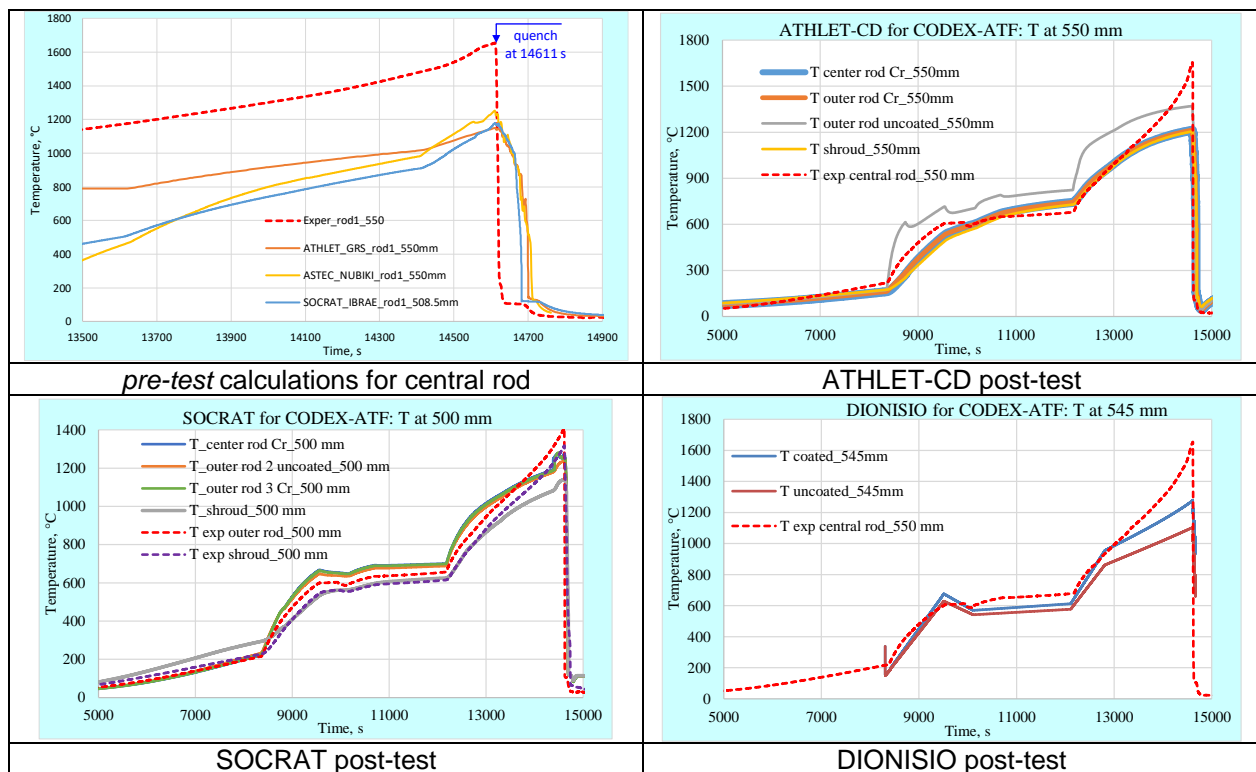 1800
1600
1400
1200
1000
800
600
400
200
0
Temperature, °C
quench
at 14611 s
Exper_rod1_550
ATHLET_GRS_rod1_550mm
ASTEC_NUBIKI_rod1_550mm
SOCRAT_IBRAE_rod1_508.5mm
13500 13700 13900 14100 14300 14500 14700 14900
Time, s
pre-test calculations for central rod
ATHLET-CD for CODEX-ATF: T at 550 mm
1800
1500
1200
900
600
300
0
Temperature, °C
T center rod Cr_550mm
T outer rod Cr_550mm
T outer rod uncoated_550mm
T shroud_550mm
T exp central rod_550 mm
5000 7000 9000 11000 13000 15000
Time, s
ATHLET-CD post-test
SOCRAT for CODEX-ATF: T at 500 mm
1400
1200
1000
800
600
400
200
0
Temperature, °C
T_center rod Cr_500 mm
T_outer rod 2 uncoated_500 mm
T_outer rod 3 Cr_500 mm
T_shroud_500 mm
T exp outer rod_500 mm
T exp shroud_500 mm
5000 7000 9000 11000 13000 15000
Time, s
SOCRAT post-test
DIONISIO for CODEX-ATF: T at 545 mm
1800
1600
1400
1200
1000
800
600
400
200
0
Temperature, °C
T coated_545mm
T uncoated_545mm
T exp central rod_550 mm
5000 7000 9000 11000 13000 15000
Time, s
DIONISIO post-test